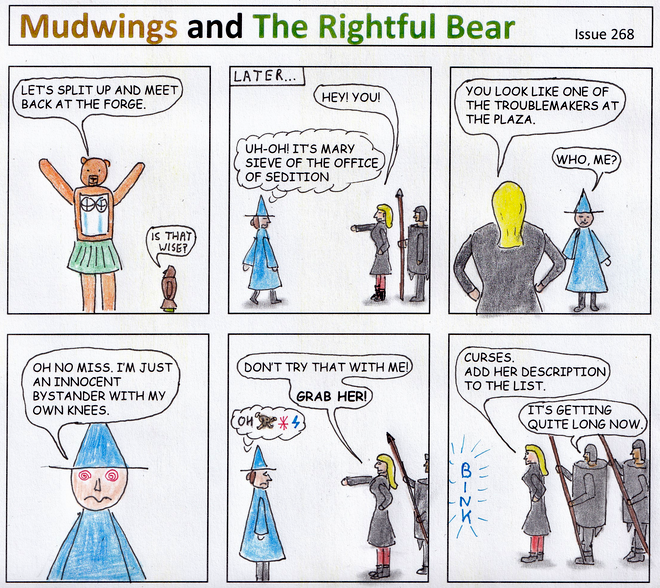 Mudwings and The Rightful Bear
Issue 268
LET'S SPLIT UP AND MEET
BACK AT THE FORGE.
IS THAT
WISE?
LATER...
HEY! YOU!
UH-OH! IT'S MARY
SIEVE OF THE OFFICE
OF SEDITION
YOU LOOK LIKE ONE OF
THE TROUBLEMAKERS AT
THE PLAZA.
WHO, ME?
OH NO MISS. I'M JUST
AN INNOCENT
BYSTANDER WITH MY
OWN KNEES.
DON'T TRY THAT WITH ME!
GRAB HER!
OH
CURSES.
ADD HER DESCRIPTION
TO THE LIST.
IT'S GETTING
QUITE LONG NOW.
BINK